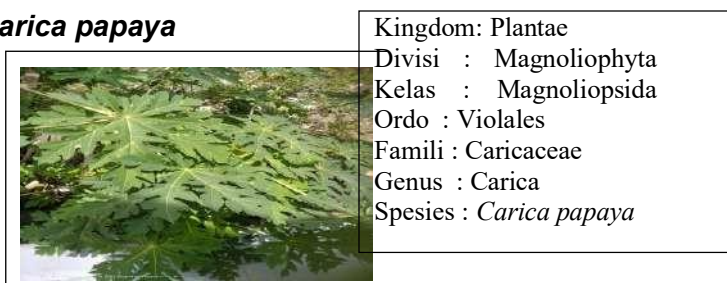 arica papaya
Kingdom: Plantae
Divisi : Magnoliophyta
Kelas : Magnoliopsida
Ordo : Violales
Famili : Caricaceae
Genus : Carica
Spesies : Carica papaya